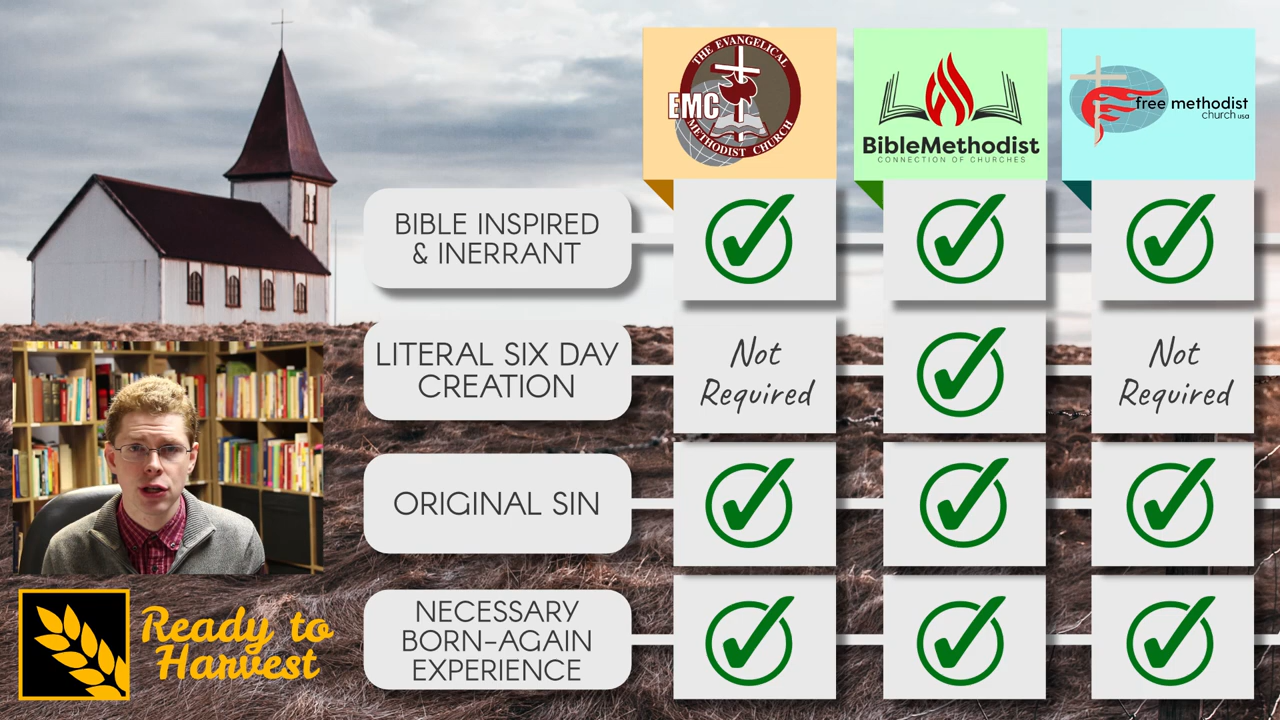 THE EVANGELICAL
EMC
METHODIST CHURCH
BibleMethodist
CONNECTION OF CHURCHES
free methodist
church usa
BIBLE INSPIRED
& INERRANT
LITERAL SIX DAY
CREATION
Not
Required
Not
Required
ORIGINAL SIN
NECESSARY
BORN-AGAIN
EXPERIENCE
Ready to
Harvest